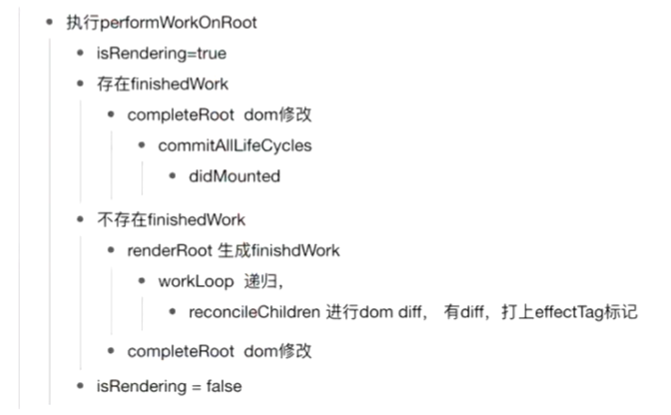 执行performWorkOnRoot
isRendering=true
存在finishedWork
completeRoot dom修改
commitAllLifeCycles
didMounted
不存在finishedWork
renderRoot 生成finishdWork
workLoop 递归，
reconcileChildren 进行dom diff， 有diff，打上effectTag标记
completeRoot dom修改
isRendering = false